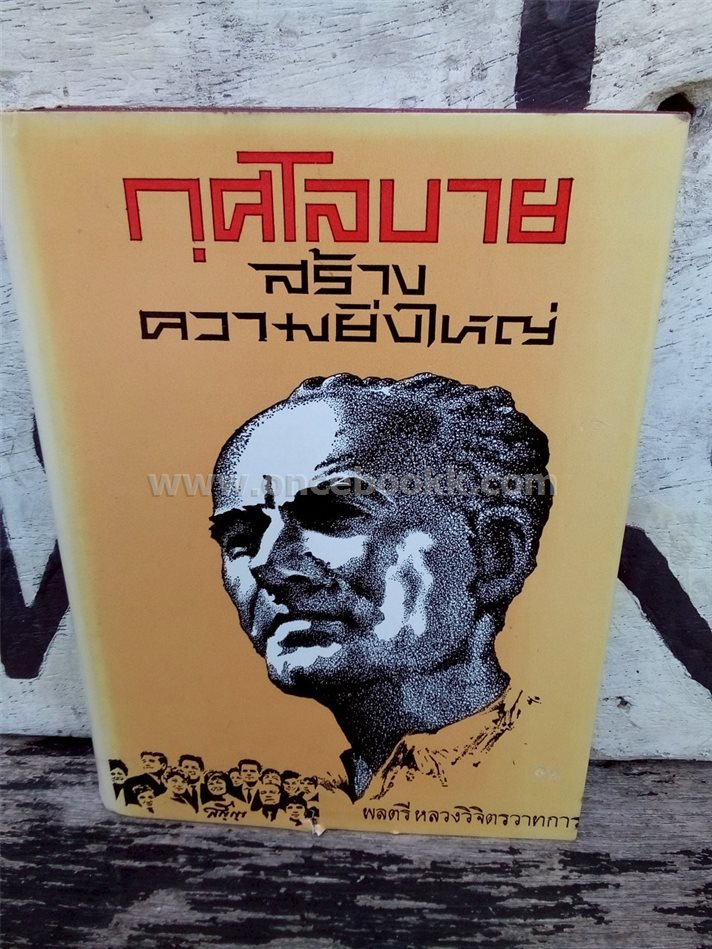 กุศโลบาย
สร้าง
ความยิ่งใหญ่
www.oncebookk.com
พลตรี หลวงวิจิตรวาทการ